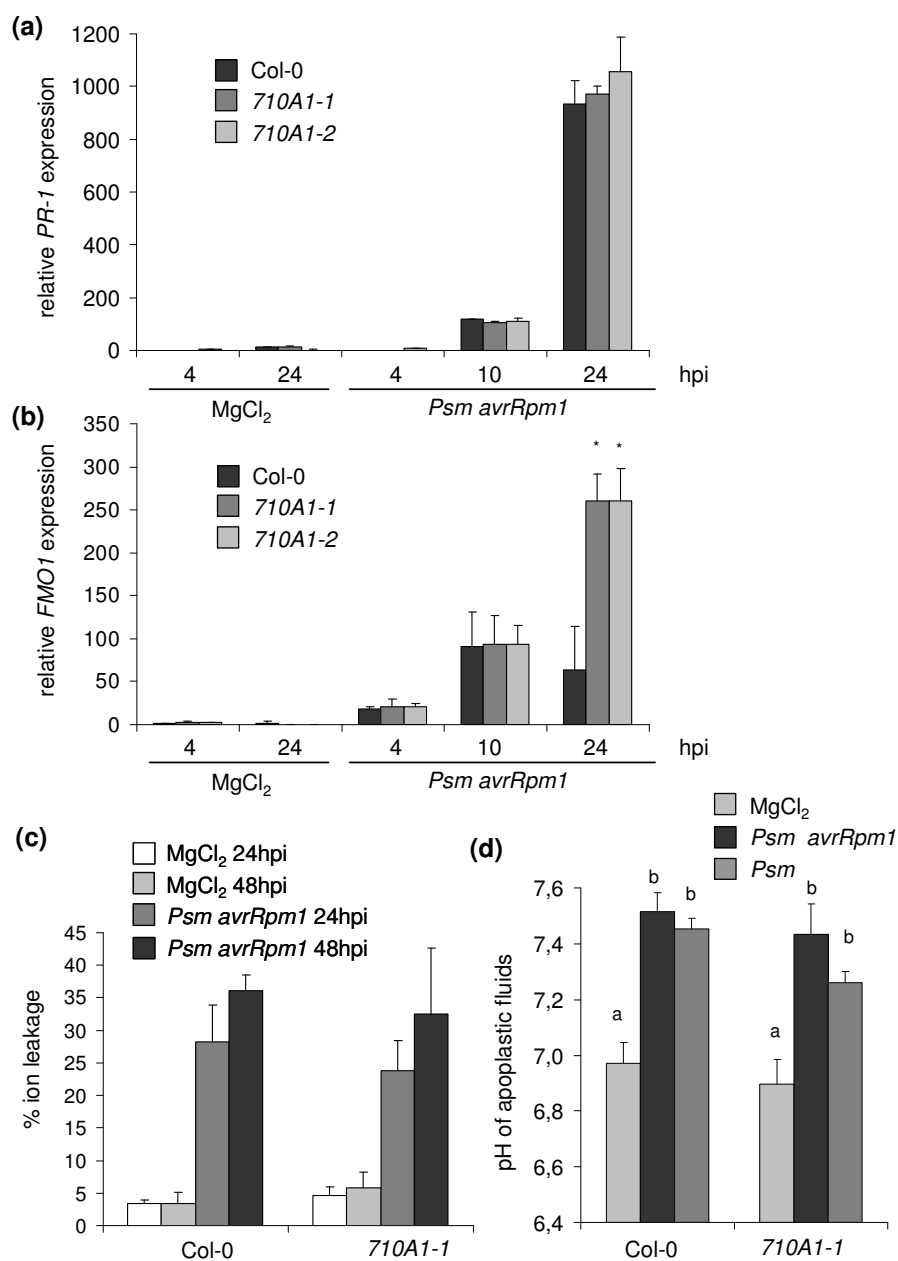 (a)
1200
1000
800
600
400
200
0
relative PR-1 expression
Col-0
710A1-1
710A1-2
4 24 4 10 24 hpi
MgCl2 Psm avrRpm1
(b)
350
300
250
200
150
100
50
0
relative FMO1 expression
Col-0
710A1-1
710A1-2
* *
4 24 4 10 24 hpi
MgCl2 Psm avrRpm1
(c)
MgCl2 24hpi
MgCl2 48hpi
Psm avrRpm1 24hpi
Psm avrRpm1 48hpi
45
40
35
30
25
20
15
10
5
0
% ion leakage
Col-0 710A1-1
(d)
MgCl2
Psm avrRpm1
Psm
7,6
7,4
7,2
7,0
6,8
6,6
6,4
pH of apoplastic fluids
a b b a b b
Col-0 710A1-1